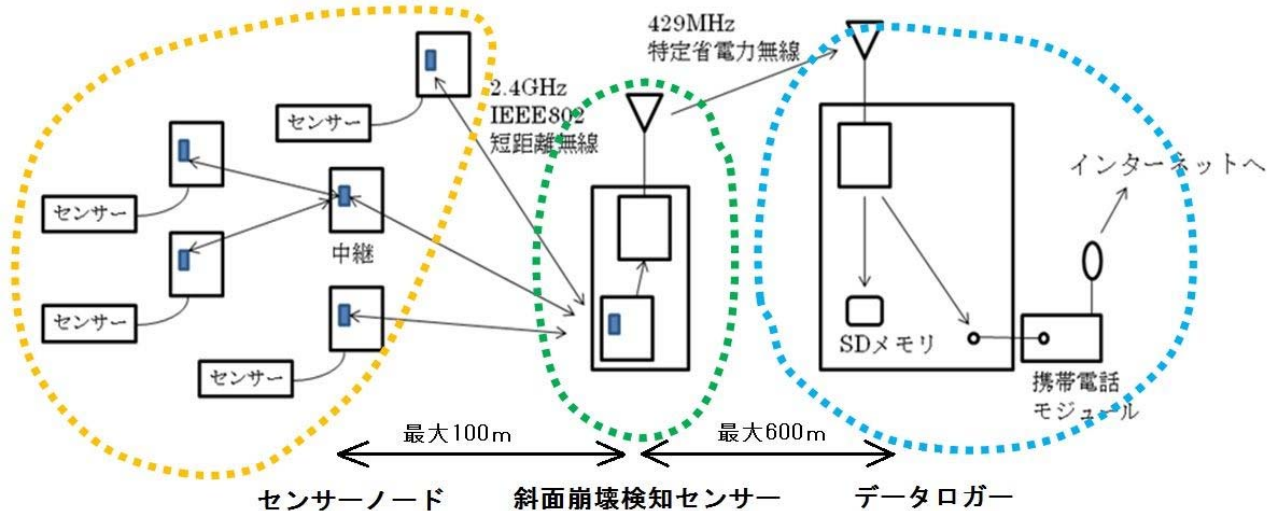 429MHz
特定省電力無線
2.4GHz
IEEE802
短距離無線
センサー
センサー
中継
センサー
センサー
インターネットへ
SDメモリ
携帯電話
モジュール
最大100m
最大600m
センサーノード
斜面崩壊検知センサー
データロガー